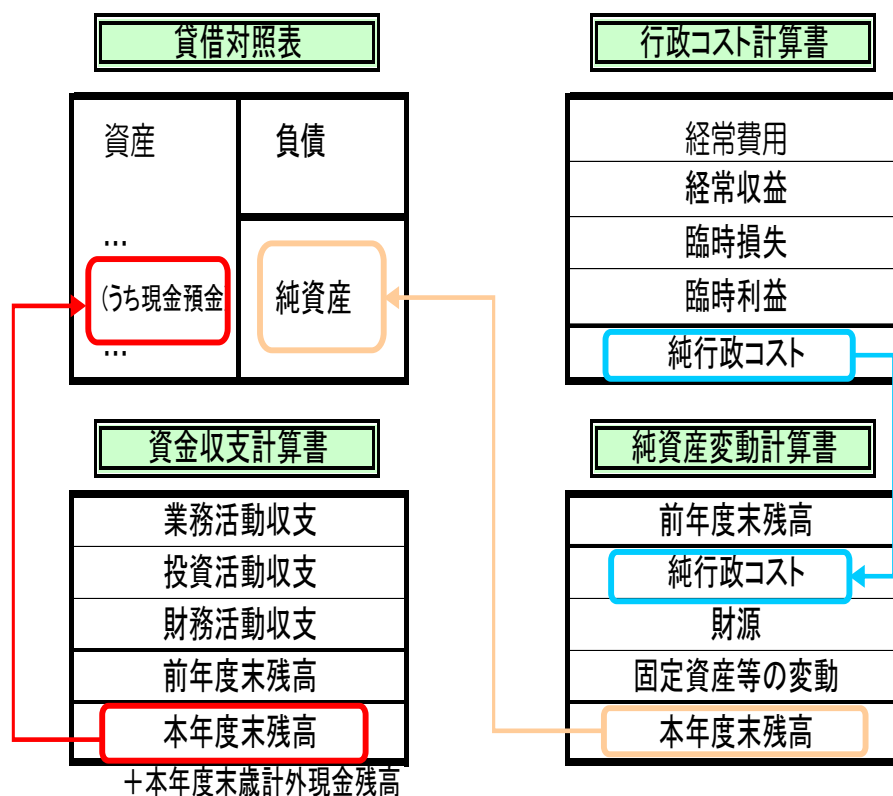 貸借対照表
資産
負債
…
(うち現金預金)
純資産
…
行政コスト計算書
経常費用
経常収益
臨時損失
臨時利益
純行政コスト
資金収支計算書
業務活動収支
投資活動収支
財務活動収支
前年度末残高
本年度末残高
＋本年度末歳計外現金残高
純資産変動計算書
前年度末残高
純行政コスト
財源
固定資産等の変動
本年度末残高